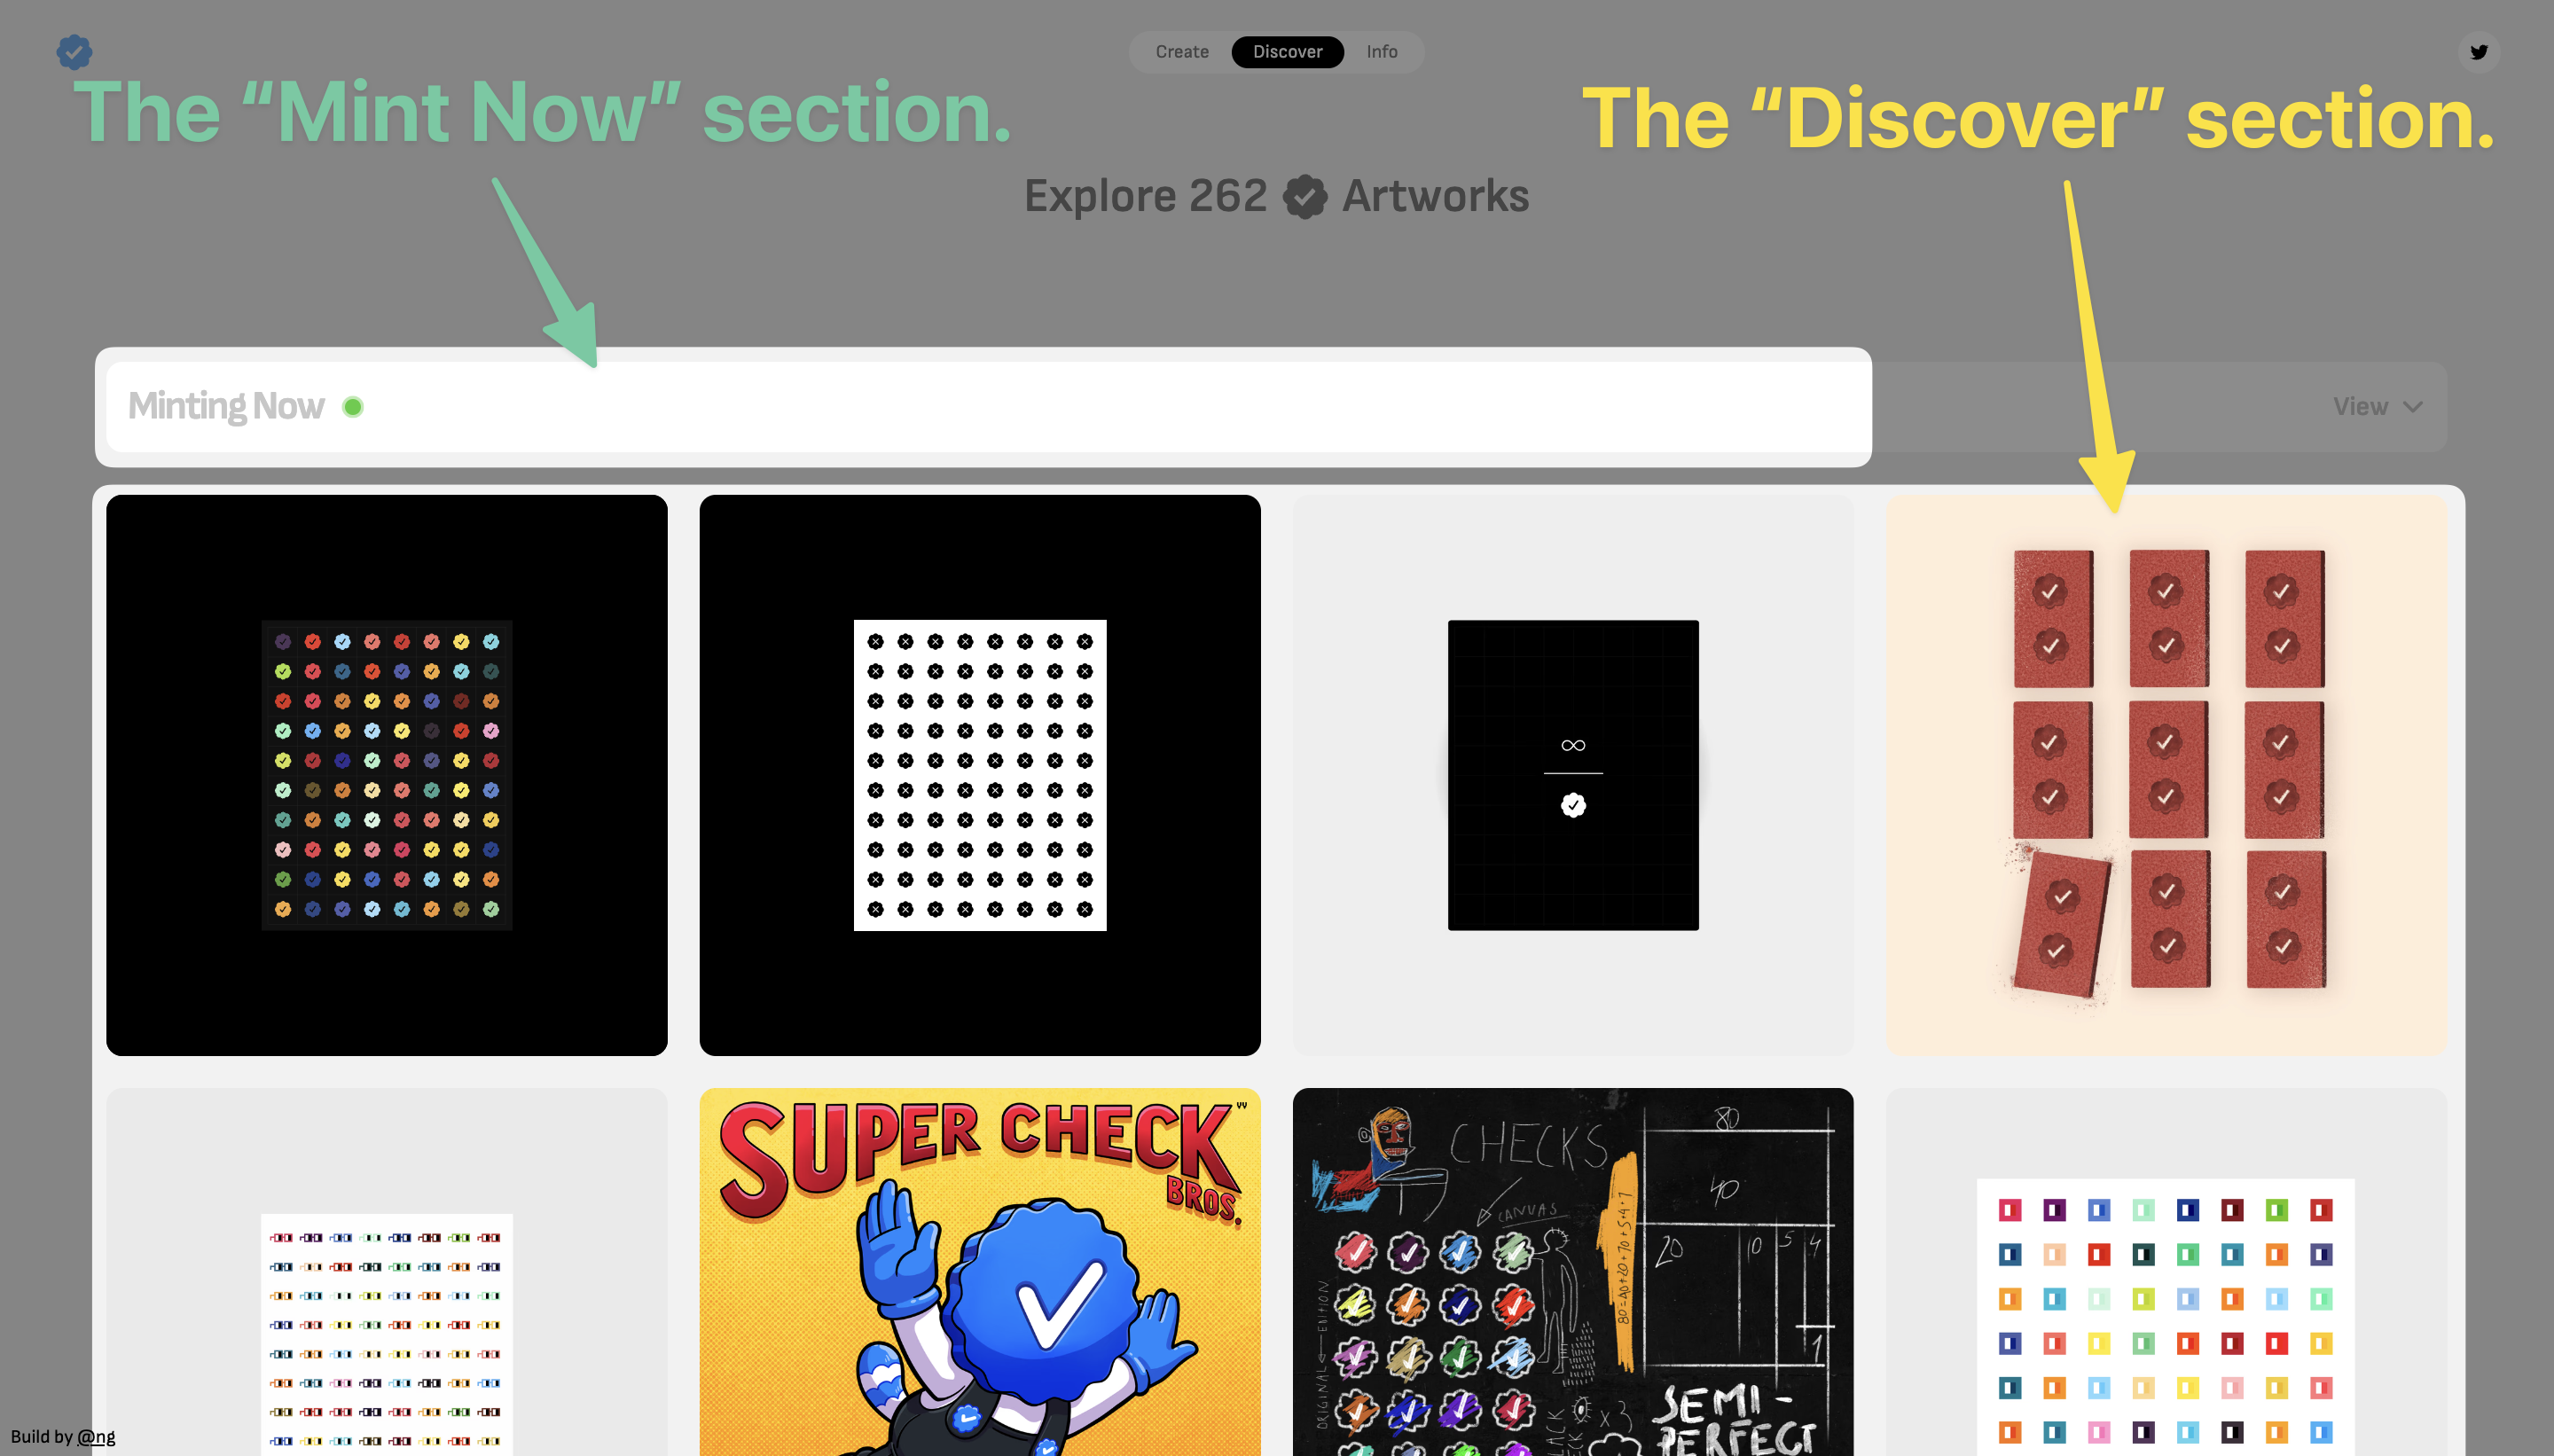 Create Discover Info
The “Mint Now” section.
The “Discover” section.
Explore 262 Artworks
Minting Now
View
∞
SUPER CHECK
BROS.
CHECKS
CANVAS
80
40
20 10 5 4
1
80=40+20+10+5+4+1
ORIGINAL EDITION
x 3
SEMI-
PERFECT
Build by @ng